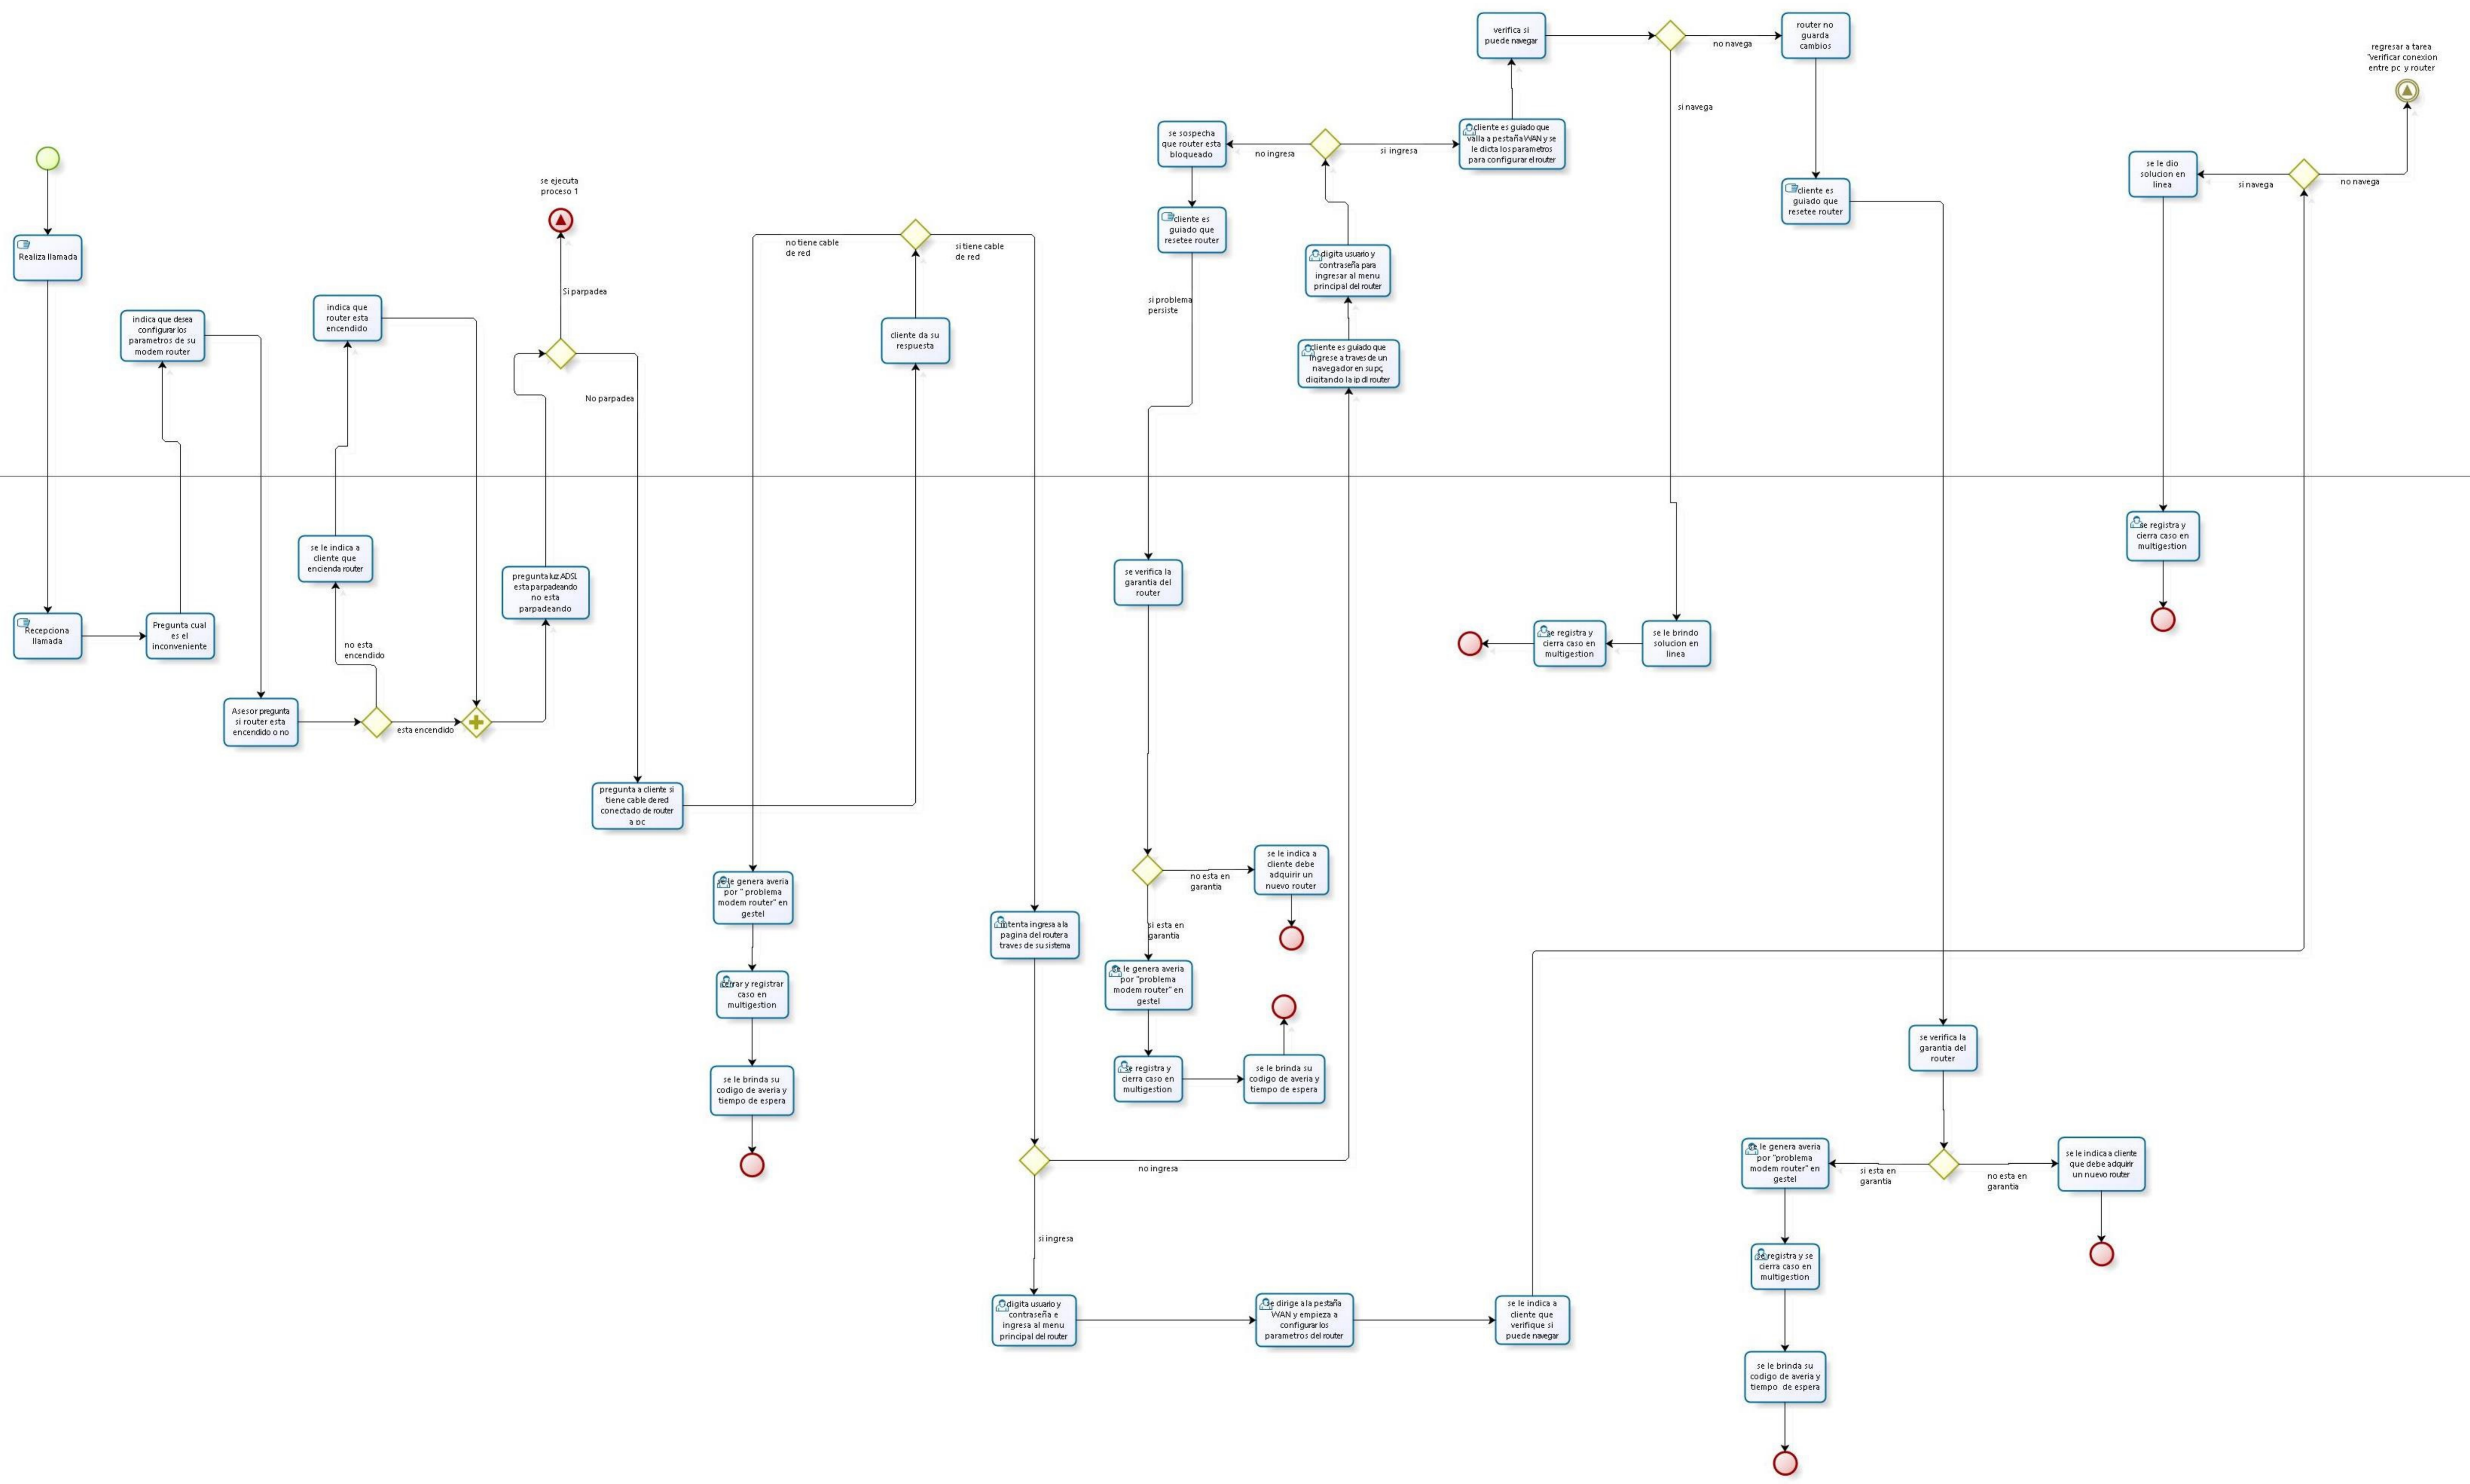 Realiza llamada
Recepciona
llamada
Pregunta cual
es el
inconveniente
indica que desea
configurar los
parametros de su
modem router
Asesor pregunta
si router esta
encendido o no
no esta
encendido
esta encendido
se le indica a
cliente que
encienda router
indica que
router esta
encendido
pregunta luz ADSL
esta parpadeando
no esta
parpadeando
se ejecuta
proceso 1
Si parpadea
No parpadea
pregunta a cliente si
tiene cable de red
conectado de router
a pc
cliente da su
respuesta
no tiene cable
de red
si tiene cable
de red
se le genera averia
por " problema
modem router" en
gestel
cerrar y registrar
caso en
multigestion
se le brinda su
codigo de averia y
tiempo de espera
intenta ingresa a la
pagina del router a
traves de su sistema
no ingresa
si ingresa
digita usuario y
contraseña e
ingresa al menu
principal del router
se dirige a la pestaña
WAN y empieza a
configurar los
parametros del router
se le indica a
cliente que
verifique si
puede navegar
cliente es guiado que
ingrese a traves de un
navegador en su pc,
digitando la ip dl router
digita usuario y
contraseña para
ingresar al menu
principal del router
no ingresa
si ingresa
se sospecha
que router esta
bloqueado
cliente es
guiado que
resetee router
si problema
persiste
se verifica la
garantia del
router
no esta en
garantia
se le indica a
cliente debe
adquirir un
nuevo router
si esta en
garantia
se le genera averia
por "problema
modem router" en
gestel
se registra y
cierra caso en
multigestion
se le brinda su
codigo de averia y
tiempo de espera
cliente es guiado que
valla a pestaña WAN y se
le dicta los parametros
para configurar el router
verifica si
puede navegar
no navega
si navega
router no
guarda
cambios
cliente es
guiado que
resetee router
se le brindo
solucion en
linea
se registra y
cierra caso en
multigestion
se verifica la
garantia del
router
si esta en
garantia
no esta en
garantia
se le genera averia
por "problema
modem router" en
gestel
se le indica a cliente
que debe adquirir
un nuevo router
se registra y se
cierra caso en
multigestion
se le brinda su
codigo de averia y
tiempo de espera
regresar a tarea
"verificar conexion
entre pc y router
si navega
no navega
se le dio
solucion en
linea
se registra y
cierra caso en
multigestion